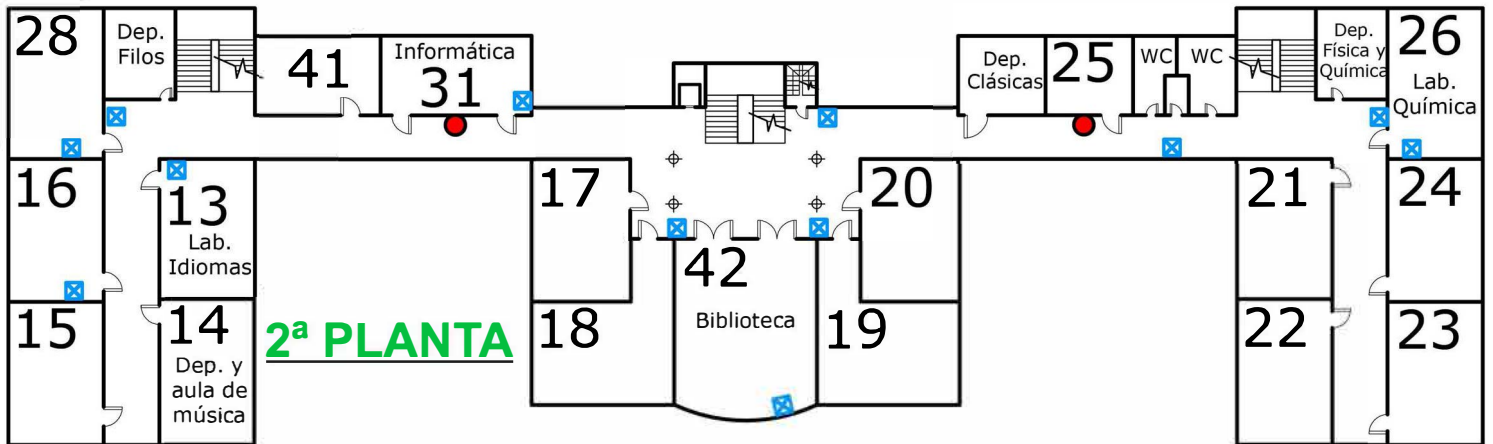 28
Dep.
Filos
41
Informática
31
Dep.
Clásicas
25
WC
WC
Dep.
Física y
Química
26
Lab.
Química
16
13
Lab.
Idiomas
17
20
21
24
42
Biblioteca
15
14
Dep. y
aula de
música
2ª PLANTA
18
19
22
23